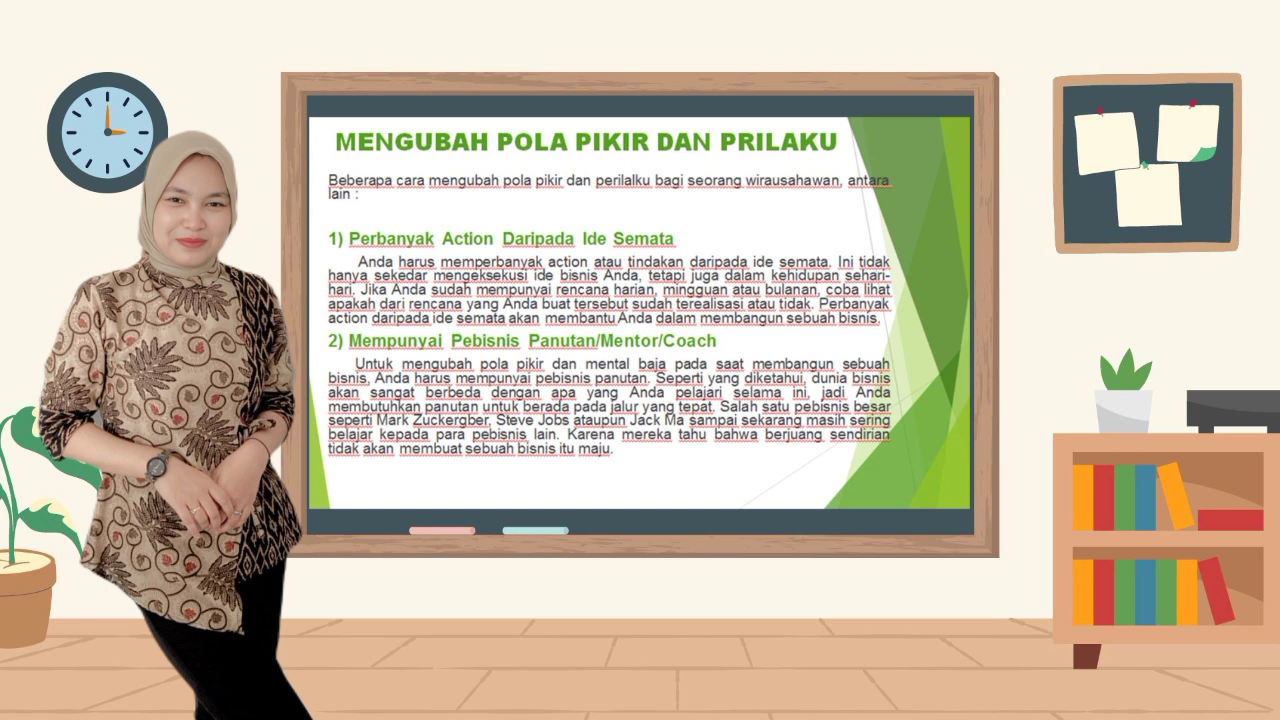 MENGUBAH POLA PIKIR DAN PRILAKU
Beberapa cara mengubah pola pikir dan perilalku bagi seorang wirausahawan, antara
lain :
1) Perbanyak Action Daripada Ide Semata
Anda harus memperbanyak action atau tindakan daripada ide semata. Ini tidak
hanya sekedar mengeksekusi ide bisnis Anda, tetapi juga dalam kehidupan sehari-
hari. Jika Anda sudah mempunyai rencana harian, mingguan atau bulanan, coba lihat
apakah dari rencana yang Anda buat tersebut sudah terealisasi atau tidak. Perbanyak
action daripada ide semata akan membantu Anda dalam membangun sebuah bisnis.
2) Mempunyai Pebisnis Panutan/Mentor/Coach
Untuk mengubah pola pikir dan mental baja pada saat membangun sebuah
bisnis, Anda harus mempunyai pebisnis panutan. Seperti yang diketahui, dunia bisnis
akan sangat berbeda dengan apa yang Anda pelajari selama ini, jadi Anda
membutuhkan panutan untuk berada pada jalur yang tepat. Salah satu pebisnis besar
seperti Mark Zuckergber, Steve Jobs ataupun Jack Ma sampai sekarang masih sering
belajar kepada para pebisnis lain. Karena mereka tahu bahwa berjuang sendirian
tidak akan membuat sebuah bisnis itu maju.